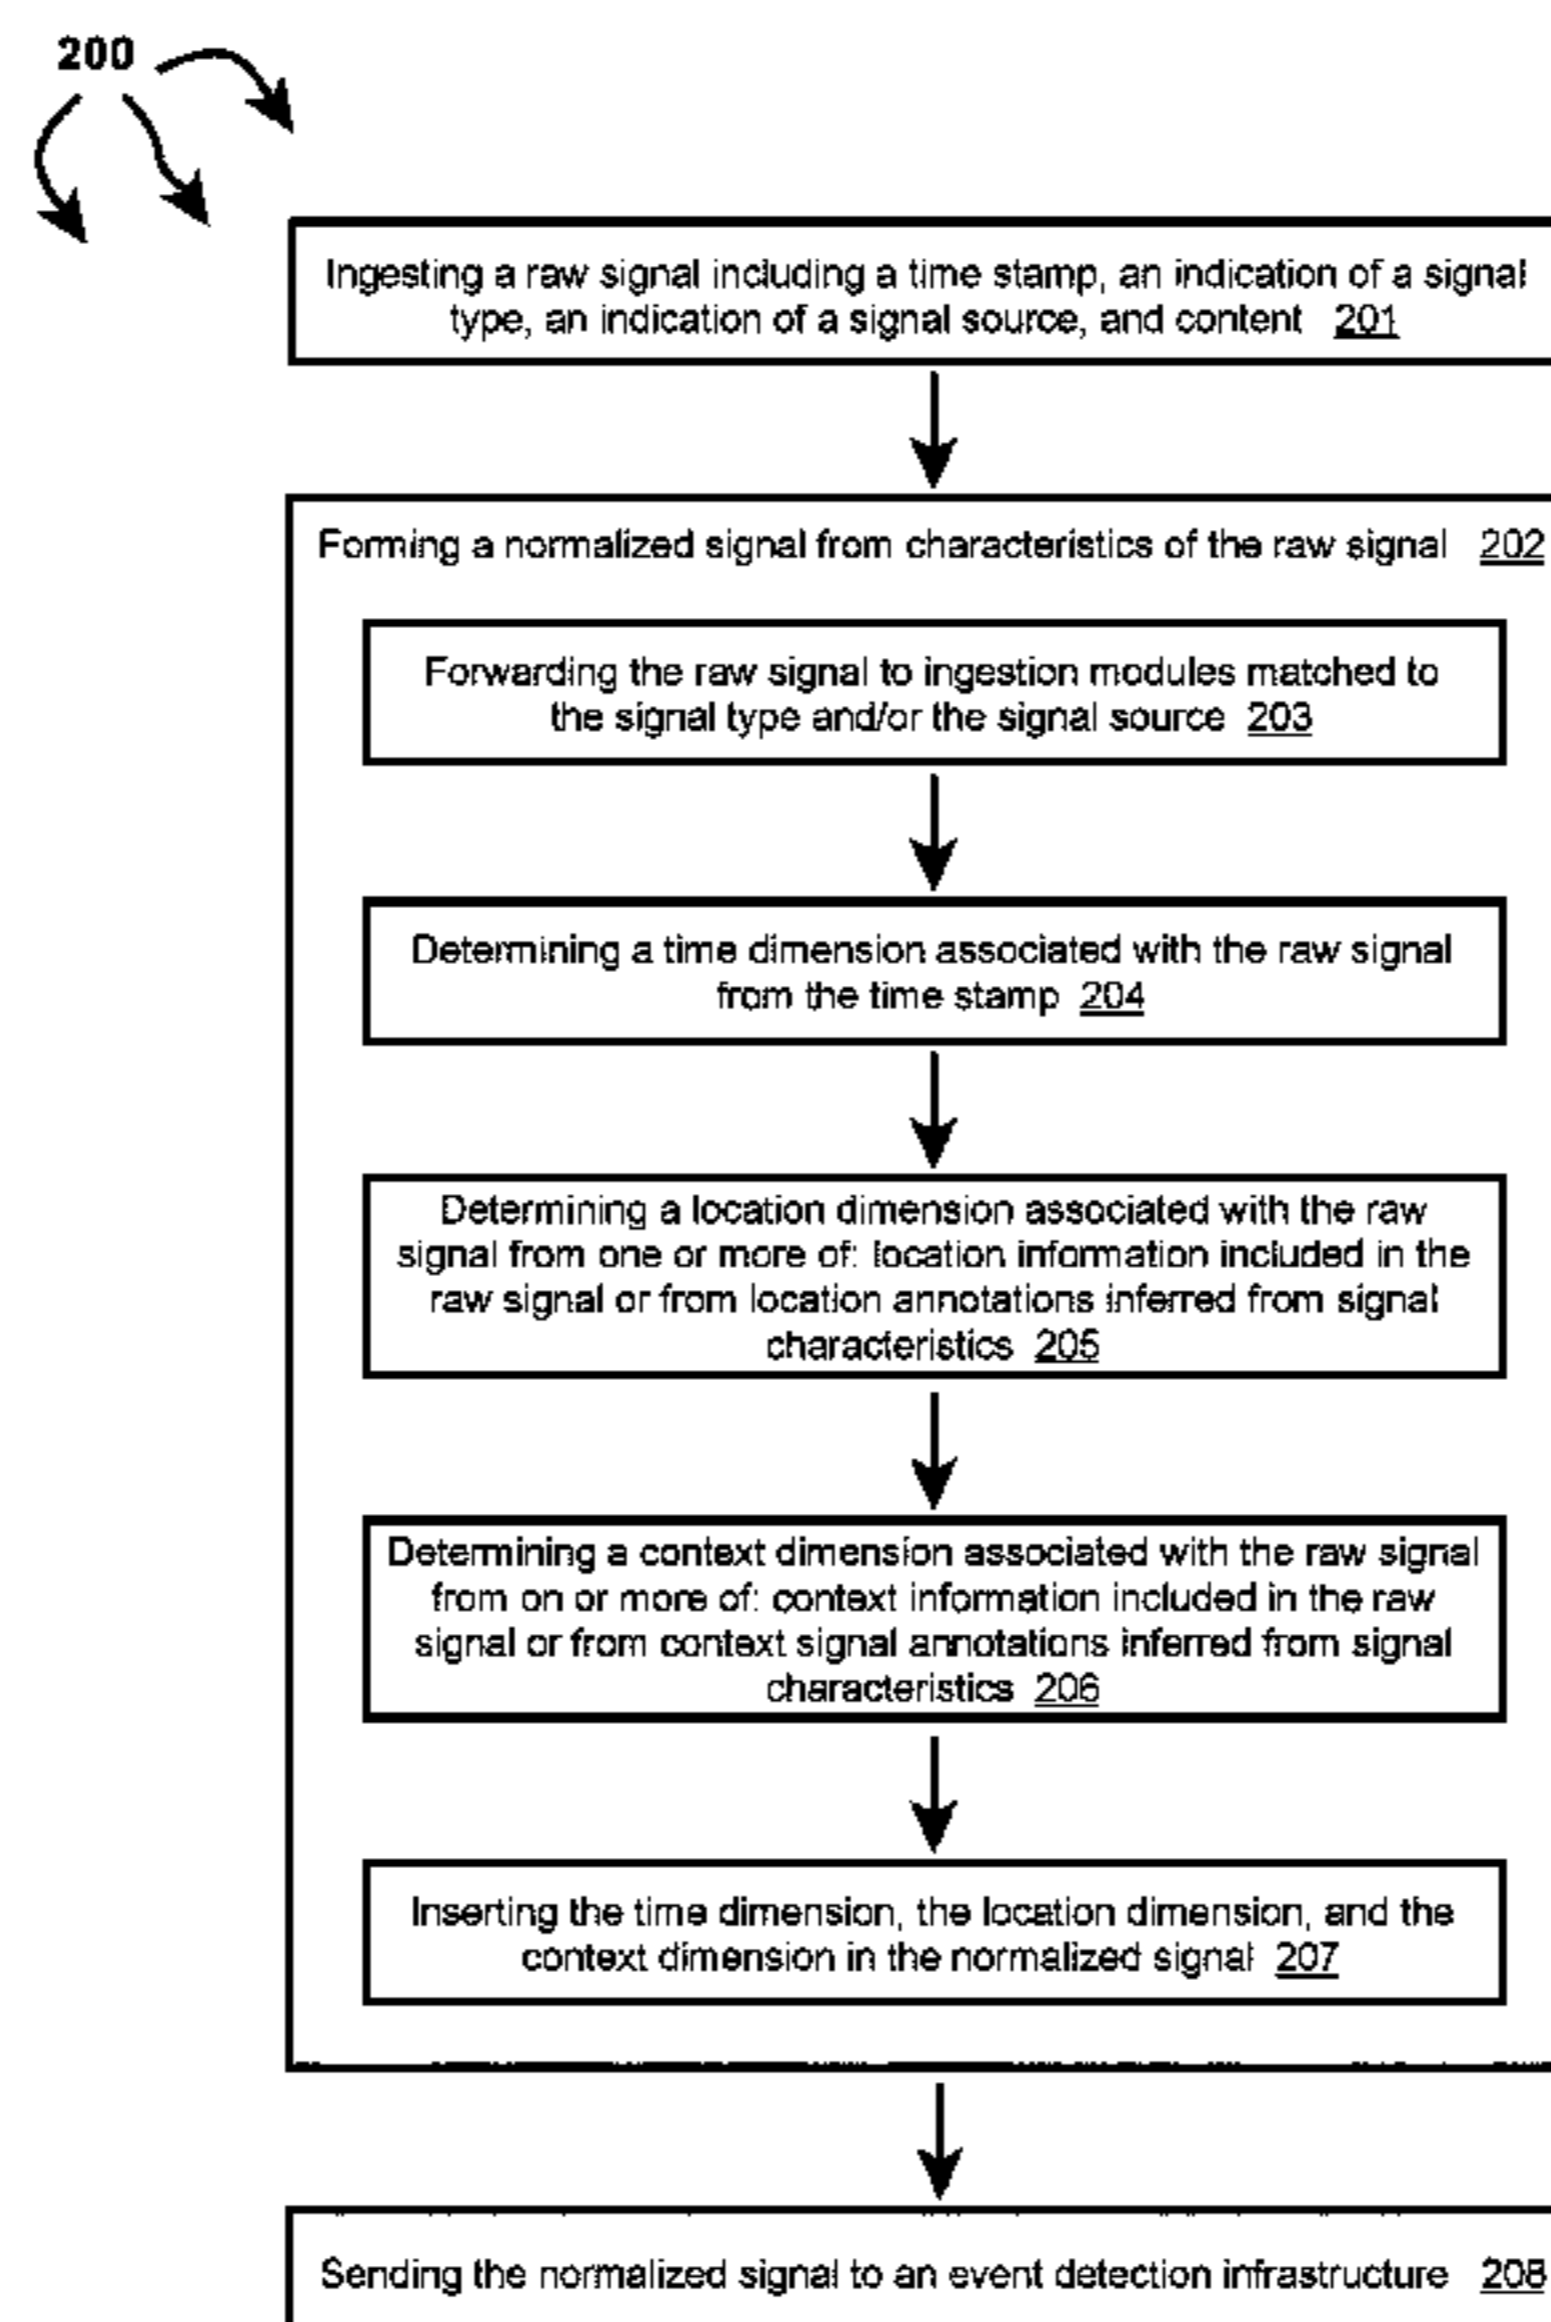 200
Ingesting a raw signal including a time stamp, an indication of a signal
type, an indication of a signal source, and content 201
Forming a normalized signal from characteristics of the raw signal 202
Forwarding the raw signal to ingestion modules matched to
the signal type and/or the signal source 203
Determining a time dimension associated with the raw signal
from the time stamp 204
Determining a location dimension associated with the raw
signal from one or more of: location information included in the
raw signal or from location annotations inferred from signal
characteristics 205
Determining a context dimension associated with the raw signal
from on or more of: context information included in the raw
signal or from context signal annotations inferred from signal
characteristics 206
Inserting the time dimension, the location dimension, and the
context dimension in the normalized signal 207
Sending the normalized signal to an event detection infrastructure 208